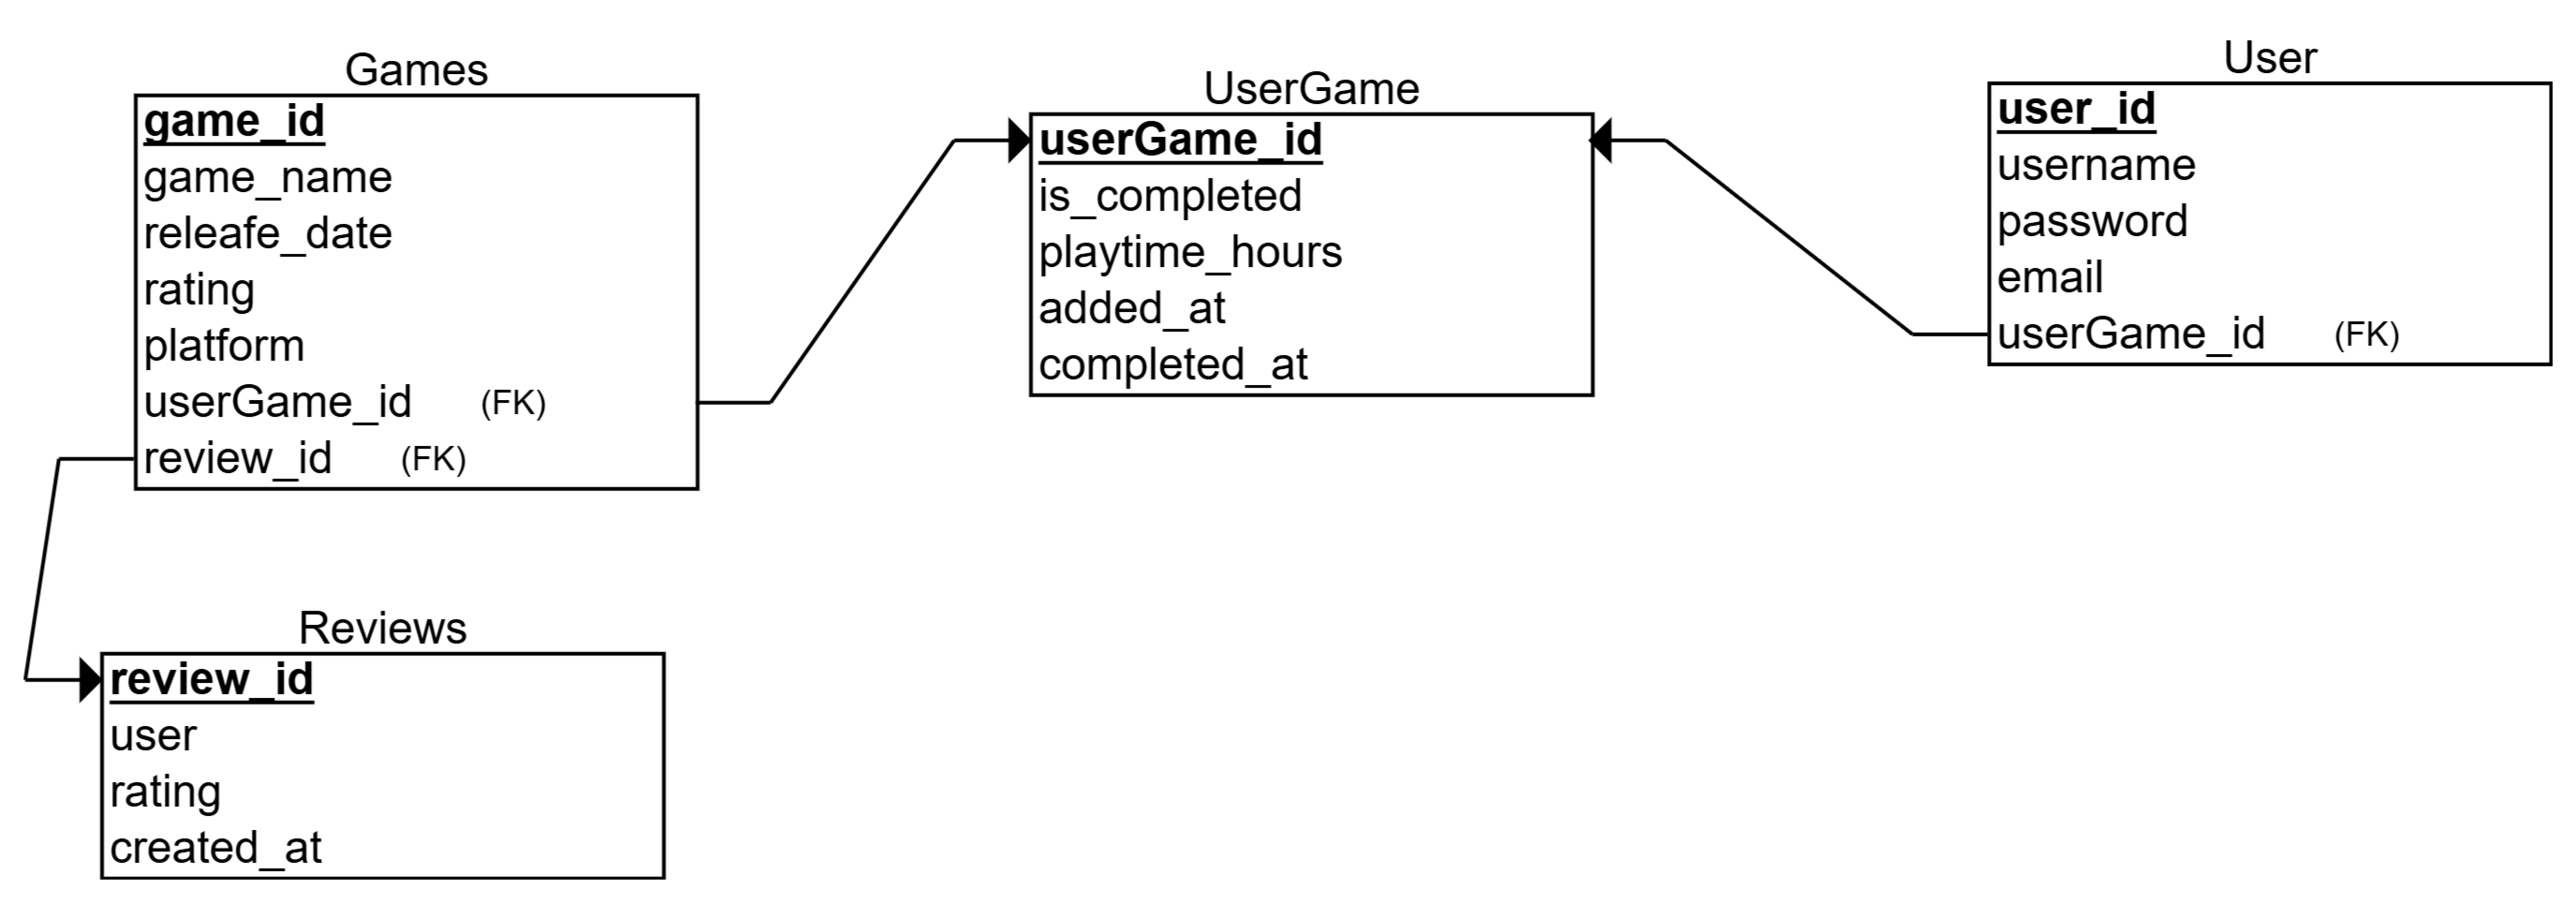 Games
game_id
game_name
releafe_date
rating
platform
userGame_id (FK)
review_id (FK)
UserGame
userGame_id
is_completed
playtime_hours
added_at
completed_at
User
user_id
username
password
email
userGame_id (FK)
Reviews
review_id
user
rating
created_at